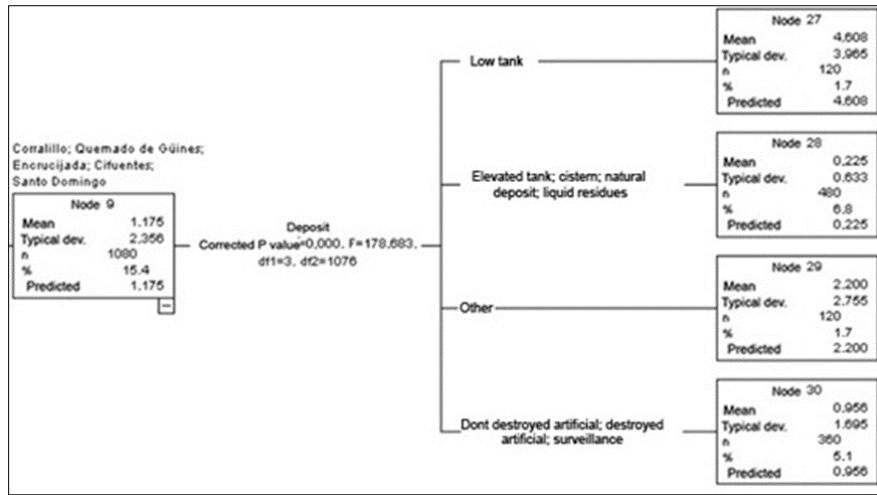 Corralillo; Quemado de Güines;
Encrucijada; Cifuentes;
Santo Domingo
Node 9
Mean 1.175
Typical dev. 2.356
n 1080
% 15.4
Predicted 1.175
Deposit
Corrected P value=0,000. F=178,683.
df1=3. df2=1076
Low tank
Node 27
Mean 4.608
Typical dev. 3.965
n 120
% 1.7
Predicted 4.608
Elevated tank; cistern; natural
deposit; liquid residues
Node 28
Mean 0.225
Typical dev. 0.633
n 480
% 6.8
Predicted 0.225
Other
Node 29
Mean 2.200
Typical dev. 2.755
n 120
% 1.7
Predicted 2.200
Dont destroyed artificial; destroyed
artificial; surveillance
Node 30
Mean 0.956
Typical dev. 1.695
n 360
% 5.1
Predicted 0.956